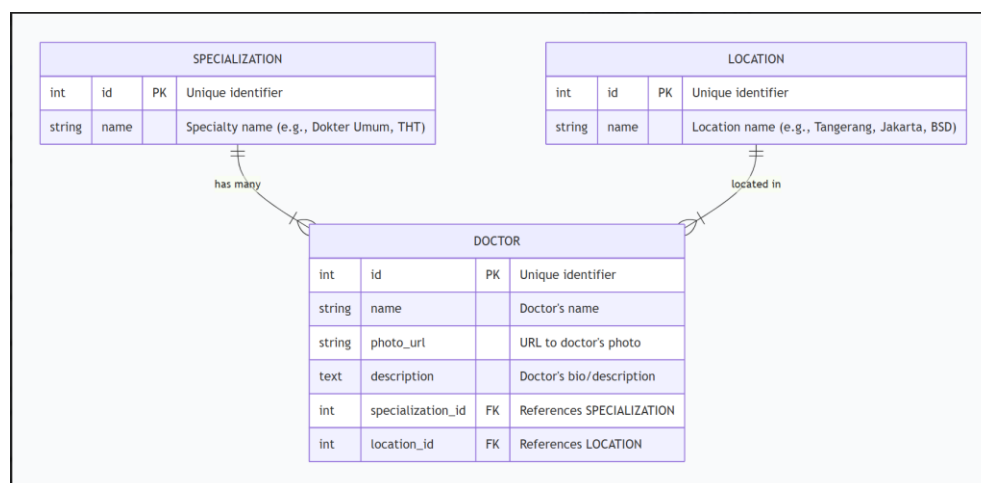 SPECIALIZATION
int id PK Unique identifier
string name Specialty name (e.g., Dokter Umum, THT)
LOCATION
int id PK Unique identifier
string name Location name (e.g., Tangerang, Jakarta, BSD)
has many
located in
DOCTOR
int id PK Unique identifier
string name Doctor's name
string photo_url URL to doctor's photo
text description Doctor's bio/description
int specialization_id FK References SPECIALIZATION
int location_id FK References LOCATION